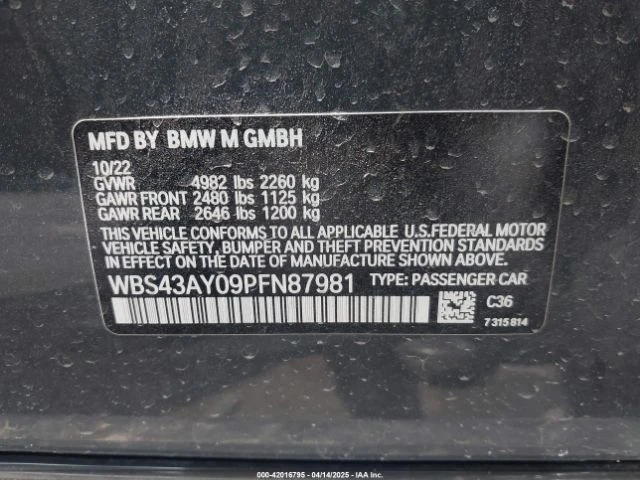 MFD BY BMW M GMBH
10/22
GVWR 4982 lbs 2260 kg
GAWR FRONT 2480 lbs 1125 kg
GAWR REAR 2646 lbs 1200 kg
THIS VEHICLE CONFORMS TO ALL APPLICABLE U.S.FEDERAL MOTOR
VEHICLE SAFETY, BUMPER AND THEFT PREVENTION STANDARDS
IN EFFECT ON THE DATE OF MANUFACTURE SHOWN ABOVE.
WBS43AY09PFN87981 TYPE: PASSENGER CAR
C36
7315814
000-42016795 - 04/14/2025 - IAA Inc.